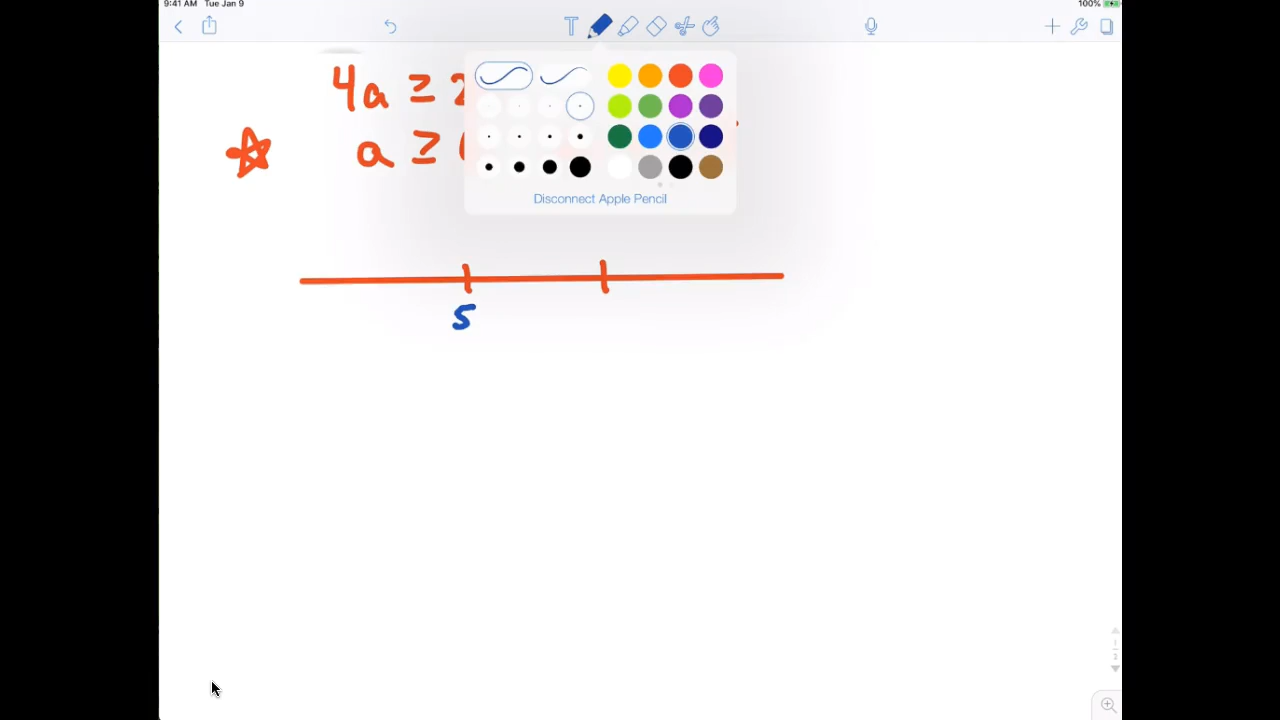 9:41 AM Tue Jan 9
100%
T
4a ≥ 2
a ≥
Disconnect Apple Pencil
5